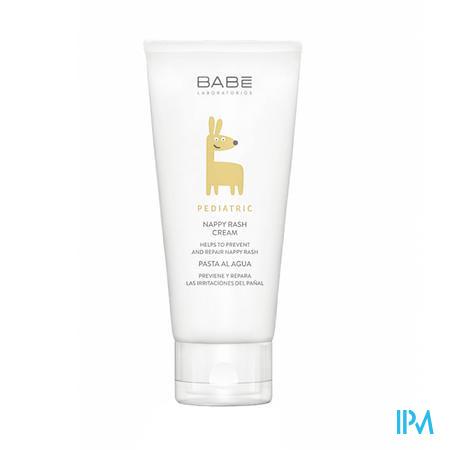 BABÉ
LABORATORIOS
PEDIATRIC
NAPPY RASH
CREAM
HELPS TO PREVENT
AND REPAIR NAPPY RASH
PASTA AL AGUA
PREVIENE Y REPARA
LAS IRRITACIONES DEL PAÑAL
IPM